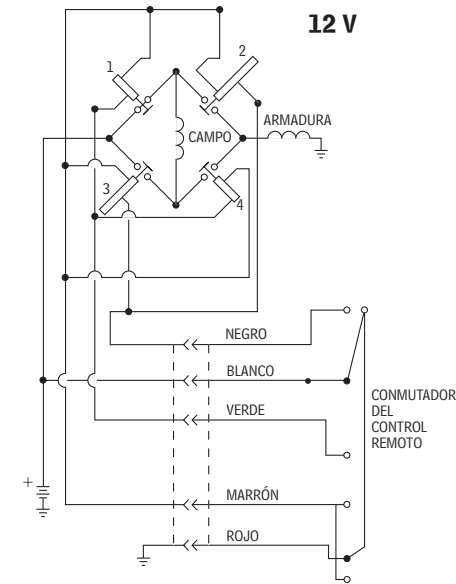 12 V
1
2
ARMADURA
CAMPO
3
4
NEGRO
BLANCO
VERDE
CONMUTADOR
DEL
CONTROL
REMOTO
+
MARRÓN
ROJO